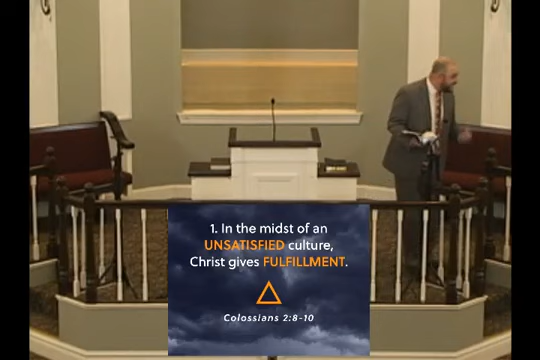 1. In the midst of an
UNSATISFIED culture,
Christ gives FULFILLMENT.
Colossians 2:8-10